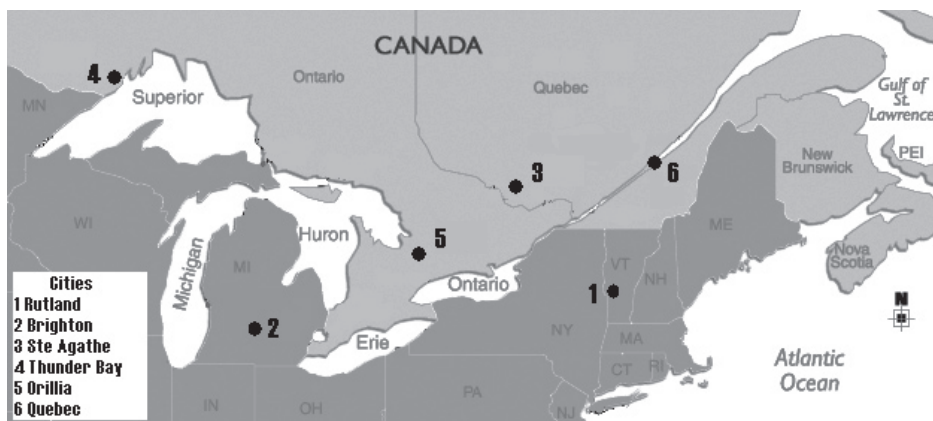 CANADA
4
MN
Superior
Ontario
Quebec
Gulf of
St.
Lawrence
PEI
New
Brunswick
3
6
WI
MI
Michigan
Huron
5
Ontario
ME
VT
NH
Nova
Scotia
N
1
2
Erie
NY
MA
CT
RI
PA
NJ
IN
OH
Atlantic
Ocean
Cities
1 Rutland
2 Brighton
3 Ste Agathe
4 Thunder Bay
5 Orillia
6 Quebec